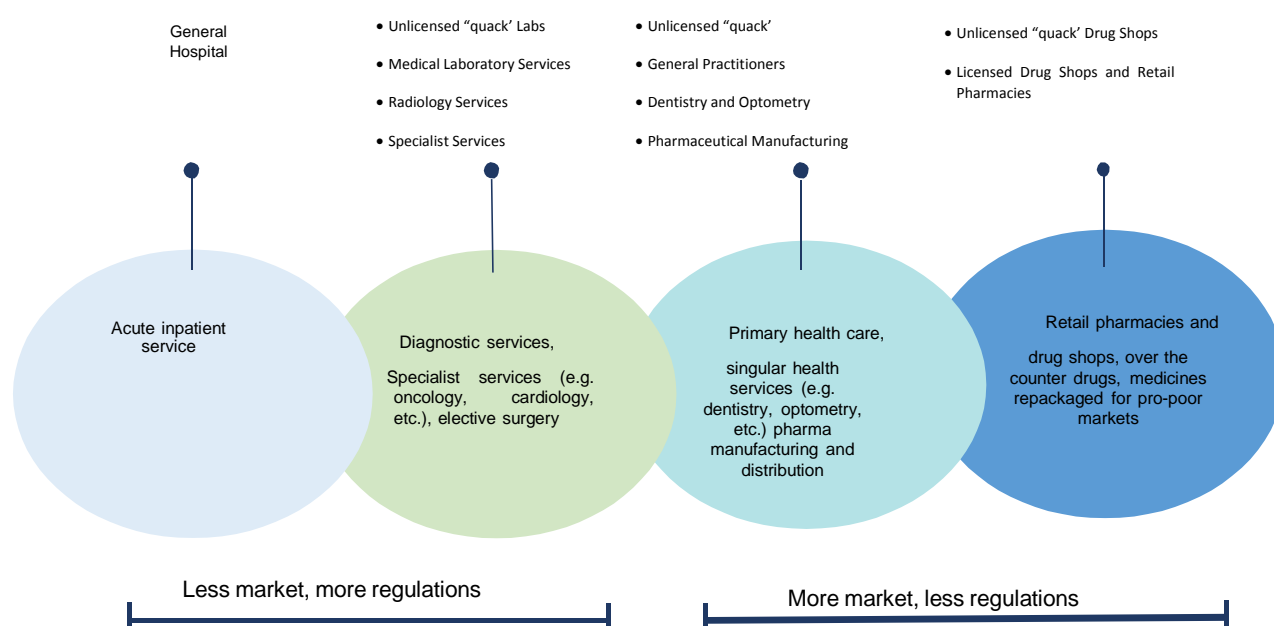 General
Hospital
• Unlicensed “quack’ Labs
• Medical Laboratory Services
• Radiology Services
• Specialist Services
• Unlicensed “quack’
• General Practitioners
• Dentistry and Optometry
• Pharmaceutical Manufacturing
• Unlicensed “quack’ Drug Shops
• Licensed Drug Shops and Retail
Pharmacies
Acute inpatient
service
Diagnostic services,
Specialist services (e.g.
oncology, cardiology,
etc.), elective surgery
Primary health care,
singular health
services (e.g.
dentistry, optometry,
etc.) pharma
manufacturing and
distribution
Retail pharmacies and
drug shops, over the
counter drugs, medicines
repackaged for pro-poor
markets
Less market, more regulations
More market, less regulations